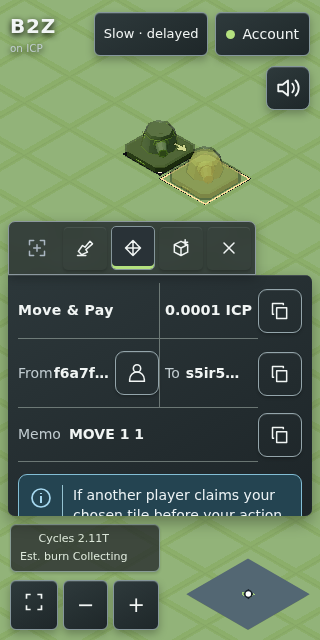 B2Z
on ICP
Slow · delayed
Account
Move & Pay
0.0001 ICP
From f6a7f...
To s5ir5...
Memo MOVE 1 1
If another player claims your
chosen tile before your action
Cycles 2.11T
Est. burn Collecting